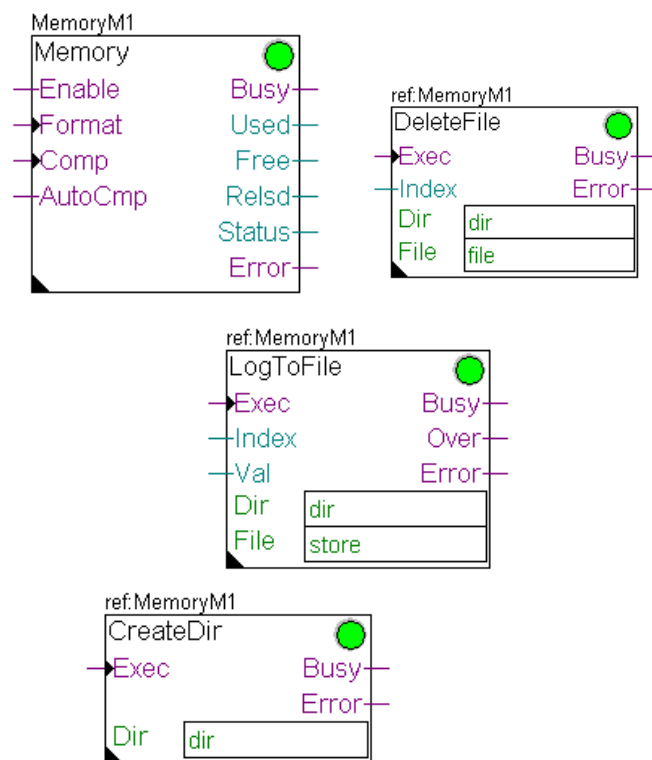 MemoryM1
Memory
Enable Busy
Format Used
Comp Free
AutoCmp Relsd
Status
Error
ref:MemoryM1
DeleteFile
Exec Busy
Index Error
Dir dir
File file
ref:MemoryM1
LogToFile
Exec Busy
Index Over
Val Error
Dir dir
File store
ref:MemoryM1
CreateDir
Exec Busy
Error
Dir dir